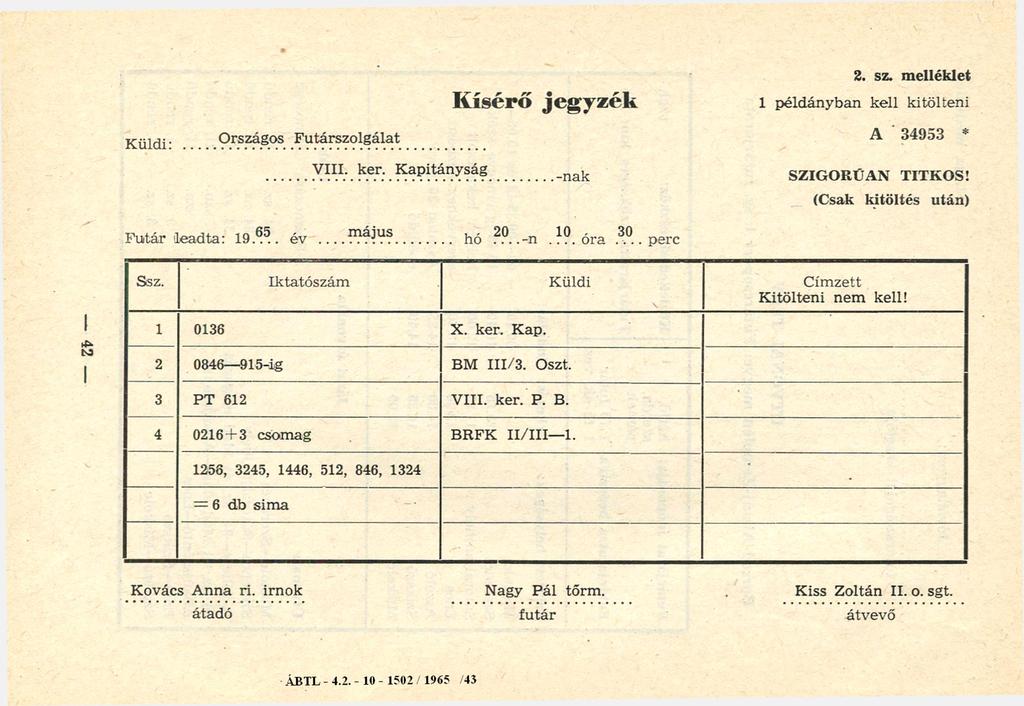 2. sz. melléklet
Kísérő jegyzék
1 példányban kell kitölteni
A 34953 *
Küldi: Országos Futárszolgálat
VIII. ker. Kapitányság -nak
SZIGORÚAN TITKOS!
(Csak kitöltés után)
Futár leadta: 1965. év május hó 20-n 10 óra 30 perc
Ssz. Iktatószám Küldi Címzett
Kitölteni nem kell!
1 0136 X. ker. Kap.
2 0846—915-ig BM III/3. Oszt.
3 PT 612 VIII. ker. P. B.
4 0216+3 csomag BRFK II/III—1.
1256, 3245, 1446, 512, 846, 1324
=6 db sima
Kovács Anna ri. irnok Nagy Pál törm. Kiss Zoltán II. o. sgt.
átadó futár átvevő
— 42 —
ÁBTL - 4.2. - 10 - 1502 / 1965 /43